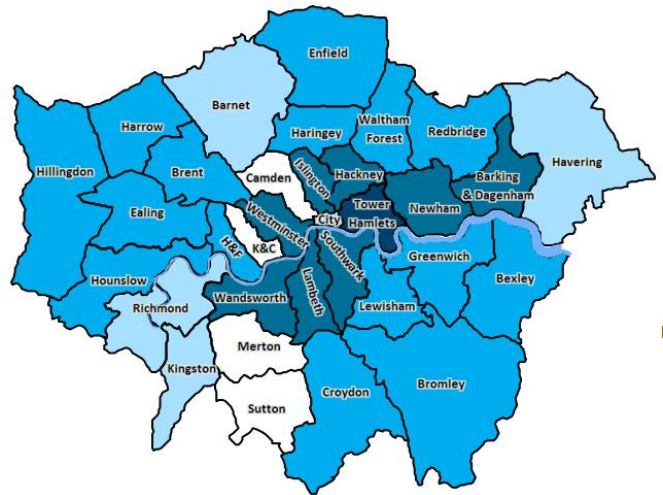 Enfield
Barnet
Harrow
Haringey
Waltham
Forest
Redbridge
Havering
Hillingdon
Brent
Camden
Islington
Hackney
Barking
& Dagenham
Ealing
Westminster
City
Tower
Hamlets
Newham
K&C
H&F
Hounslow
Southwark
Greenwich
Bexley
Richmond
Wandsworth
Lambeth
Lewisham
Merton
Kingston
Sutton
Croydon
Bromley